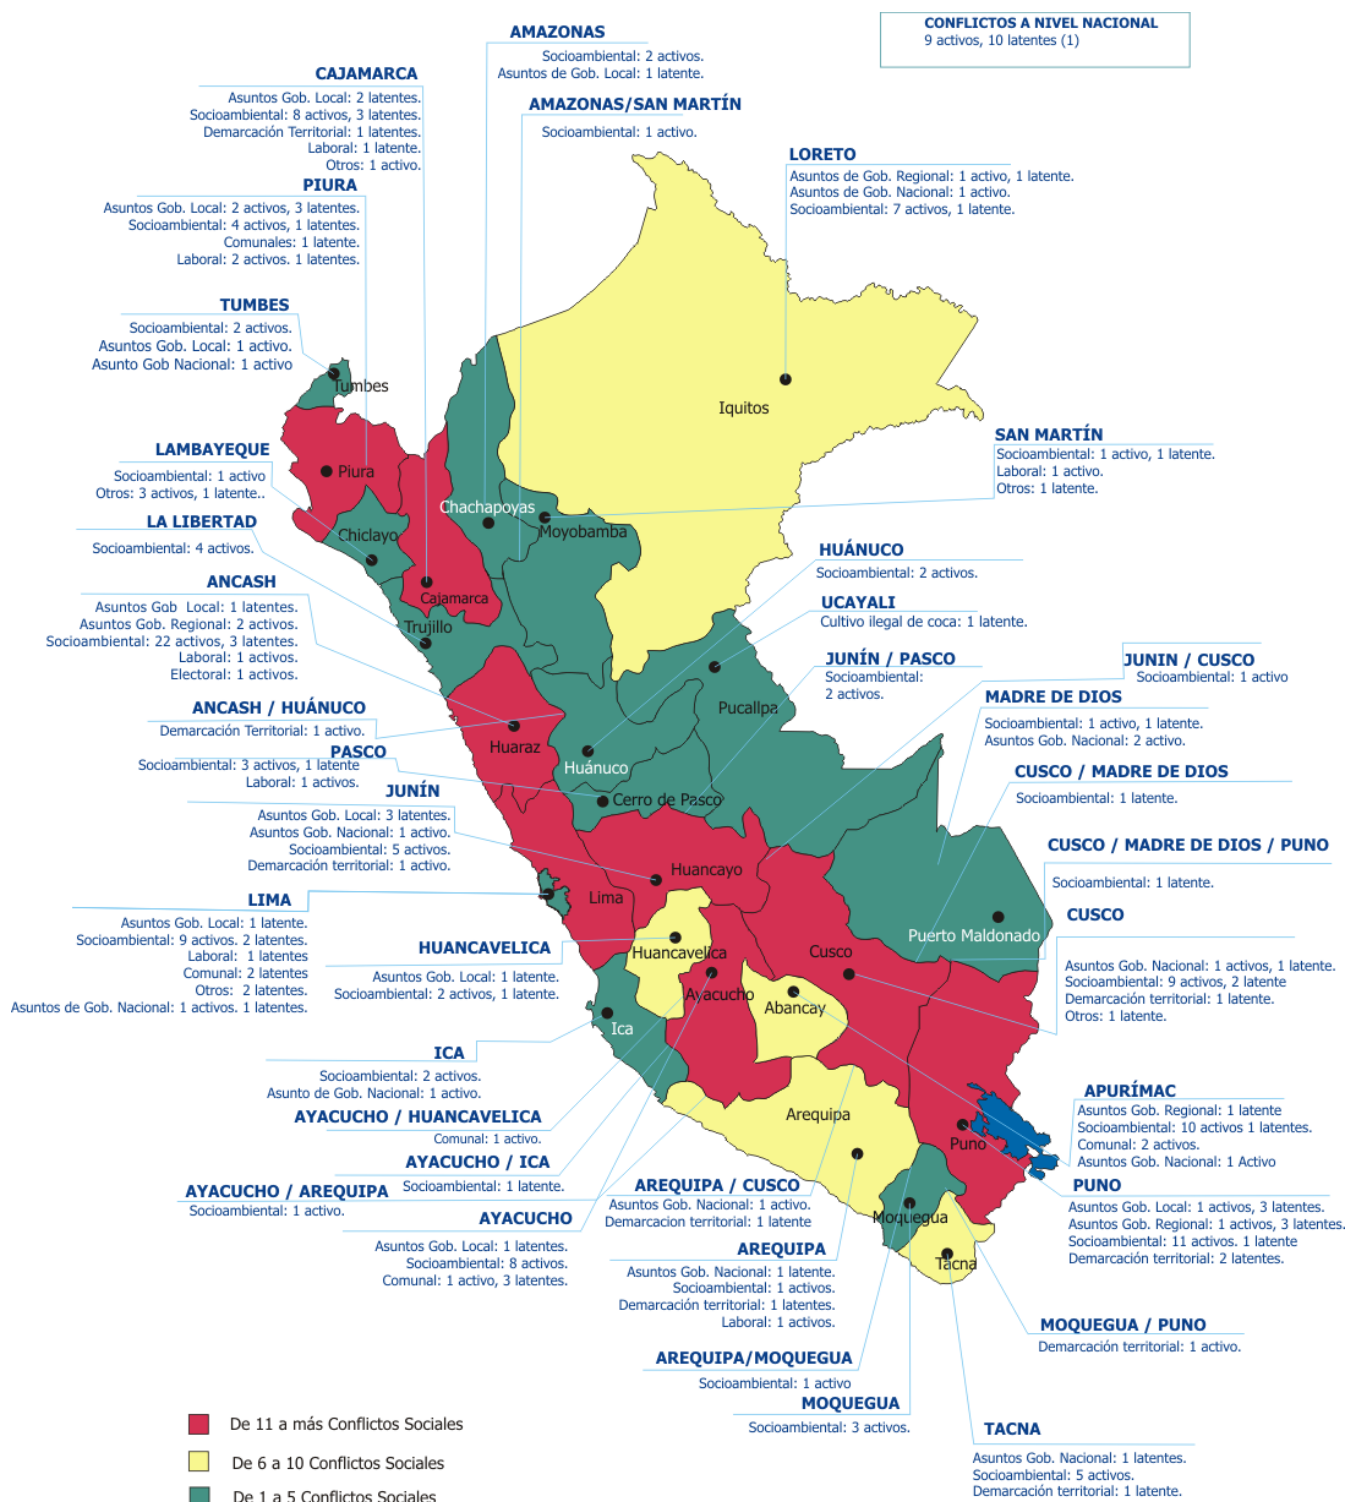 CONFLICTOS A NIVEL NACIONAL
9 activos, 10 latentes (1)
AMAZONAS
Socioambiental: 2 activos.
Asuntos de Gob. Local: 1 latente.
CAJAMARCA
Asuntos Gob. Local: 2 latentes.
Socioambiental: 8 activos, 3 latentes.
Demarcación Territorial: 1 latentes.
Laboral: 1 latente.
Otros: 1 activo.
AMAZONAS/SAN MARTÍN
Socioambiental: 1 activo.
LORETO
Asuntos de Gob. Regional: 1 activo, 1 latente.
Asuntos de Gob. Nacional: 1 activo.
Socioambiental: 7 activos, 1 latente.
PIURA
Asuntos Gob. Local: 2 activos, 3 latentes.
Socioambiental: 4 activos, 1 latentes.
Comunales: 1 latente.
Laboral: 2 activos. 1 latentes.
TUMBES
Socioambiental: 2 activos.
Asuntos Gob. Local: 1 activo.
Asunto Gob Nacional: 1 activo
Tumbes
Iquitos
LAMBAYEQUE
Socioambiental: 1 activo
Otros: 3 activos, 1 latente..
Piura
SAN MARTÍN
Socioambiental: 1 activo, 1 latente.
Laboral: 1 activo.
Otros: 1 latente.
LA LIBERTAD
Socioambiental: 4 activos.
Chachapoyas
Moyobamba
Chiclayo
HUÁNUCO
Socioambiental: 2 activos.
ANCASH
Asuntos Gob Local: 1 latentes.
Asuntos Gob. Regional: 2 activos.
Socioambiental: 22 activos, 3 latentes.
Laboral: 1 activos.
Electoral: 1 activos.
Cajamarca
Trujillo
UCAYALI
Cultivo ilegal de coca: 1 latente.
JUNÍN / PASCO
Socioambiental:
2 activos.
JUNIN / CUSCO
Socioambiental: 1 activo
MADRE DE DIOS
Socioambiental: 1 activo, 1 latente.
Asuntos Gob. Nacional: 2 activo.
ANCASH / HUÁNUCO
Demarcación Territorial: 1 activo.
Pucallpa
Huaraz
Huánuco
PASCO
Socioambiental: 3 activos, 1 latente
Laboral: 1 activos.
CUSCO / MADRE DE DIOS
Socioambiental: 1 latente.
JUNÍN
Asuntos Gob. Local: 3 latentes.
Asuntos Gob. Nacional: 1 activo.
Socioambiental: 5 activos.
Demarcación territorial: 1 activo.
Cerro de Pasco
CUSCO / MADRE DE DIOS / PUNO
Socioambiental: 1 latente.
Huancayo
Lima
LIMA
Asuntos Gob. Local: 1 latente.
Socioambiental: 9 activos. 2 latentes.
Laboral: 1 latentes
Comunal: 2 latentes
Otros: 2 latentes.
Asuntos de Gob. Nacional: 1 activos. 1 latentes.
CUSCO
Asuntos Gob. Nacional: 1 activos, 1 latente.
Socioambiental: 9 activos, 2 latente
Demarcación territorial: 1 latente.
Otros: 1 latente.
Puerto Maldonado
HUANCAVELICA
Asuntos Gob. Local: 1 latente.
Socioambiental: 2 activos, 1 latente.
Huancavelica
Cusco
Ayacucho
Abancay
Ica
ICA
Socioambiental: 2 activos.
Asunto de Gob. Nacional: 1 activo.
APURÍMAC
Asuntos Gob. Regional: 1 latente
Socioambiental: 10 activos 1 latentes.
Comunal: 2 activos.
Asuntos Gob. Nacional: 1 Activo
AYACUCHO / HUANCAVELICA
Comunal: 1 activo.
Arequipa
Puno
AYACUCHO / ICA
Socioambiental: 1 latente.
AYACUCHO / AREQUIPA
Socioambiental: 1 activo.
AREQUIPA / CUSCO
Asuntos Gob. Nacional: 1 activo.
Demarcacion territorial: 1 latente
PUNO
Asuntos Gob. Local: 1 activos, 3 latentes.
Asuntos Gob. Regional: 1 activos, 3 latentes.
Socioambiental: 11 activos. 1 latente
Demarcación territorial: 2 latentes.
AYACUCHO
Asuntos Gob. Local: 1 latentes.
Socioambiental: 8 activos.
Comunal: 1 activo, 3 latentes.
Moquegua
Tacna
AREQUIPA
Asuntos Gob. Nacional: 1 latente.
Socioambiental: 1 activos.
Demarcación territorial: 1 latentes.
Laboral: 1 activos.
MOQUEGUA / PUNO
Demarcación territorial: 1 activo.
AREQUIPA/MOQUEGUA
Socioambiental: 1 activo
MOQUEGUA
Socioambiental: 3 activos.
TACNA
Asuntos Gob. Nacional: 1 latentes.
Socioambiental: 5 activos.
Demarcación territorial: 1 latente.
De 11 a más Conflictos Sociales
De 6 a 10 Conflictos Sociales
De 1 a 5 Conflictos Sociales